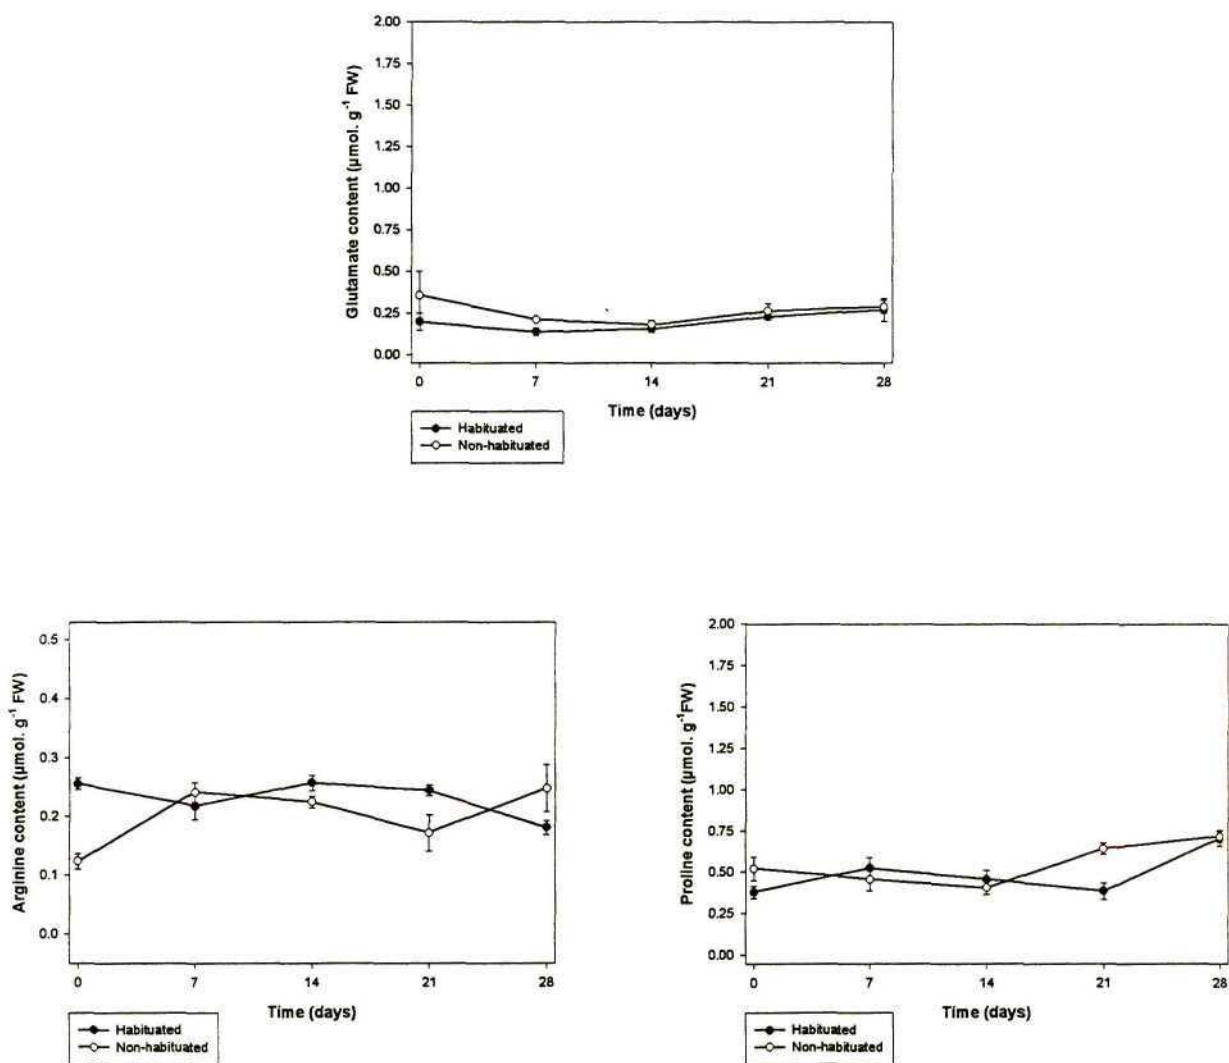 Glutamate content (µmol. g⁻¹ FW)
2.00
1.75
1.50
1.25
1.00
0.75
0.50
0.25
0.00
0 7 14 21 28
Time (days)
Habituated
Non-habituated
Arginine content (µmol. g⁻¹ FW)
0.5
0.4
0.3
0.2
0.1
0.0
0 7 14 21 28
Time (days)
Habituated
Non-habituated
Proline content (µmol. g⁻¹FW)
2.00
1.75
1.50
1.25
1.00
0.75
0.50
0.25
0.00
0 7 14 21 28
Time (days)
Habituated
Non-habituated